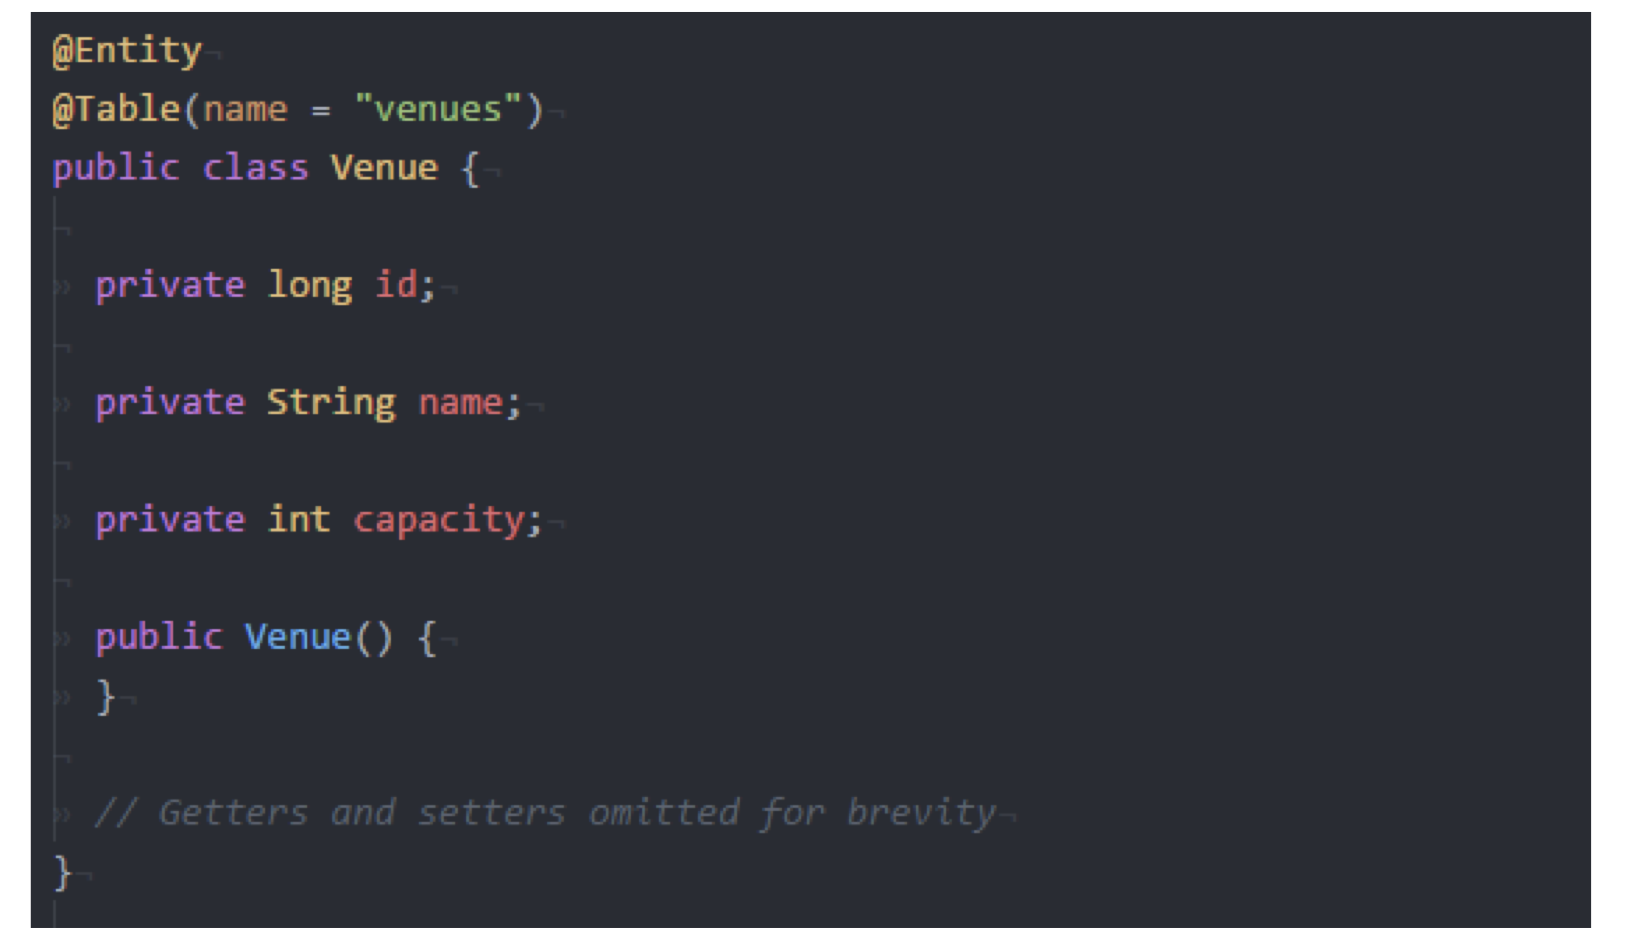 @Entity
@Table(name = "venues")
public class Venue {
private long id;
private String name;
private int capacity;
public Venue() {
}
// Getters and setters omitted for brevity
}